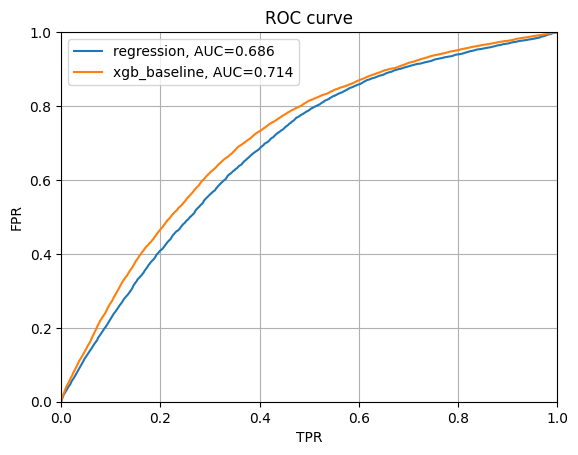 ROC curve
regression, AUC=0.686
xgb_baseline, AUC=0.714
1.0
0.8
0.6
0.4
0.2
0.0
FPR
0.0 0.2 0.4 0.6 0.8 1.0
TPR